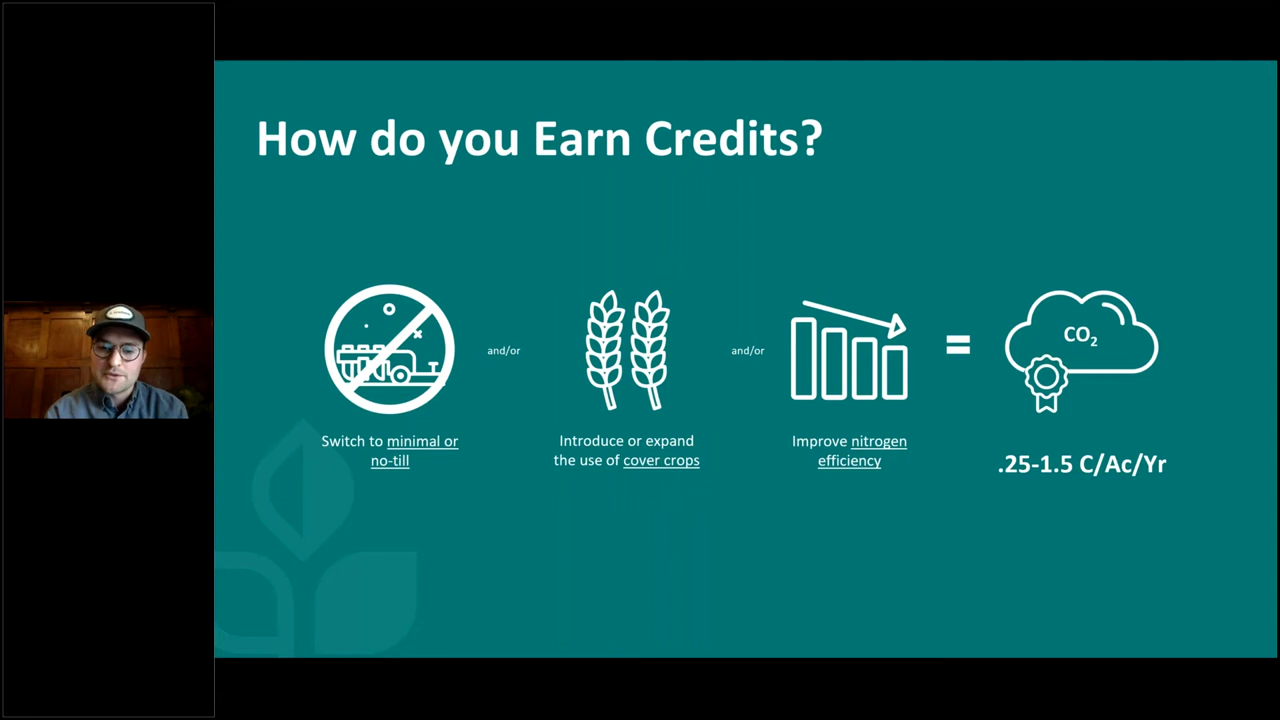 How do you Earn Credits?
and/or
and/or
=
CO₂
Switch to minimal or
no-till
Introduce or expand
the use of cover crops
Improve nitrogen
efficiency
.25-1.5 C/Ac/Yr